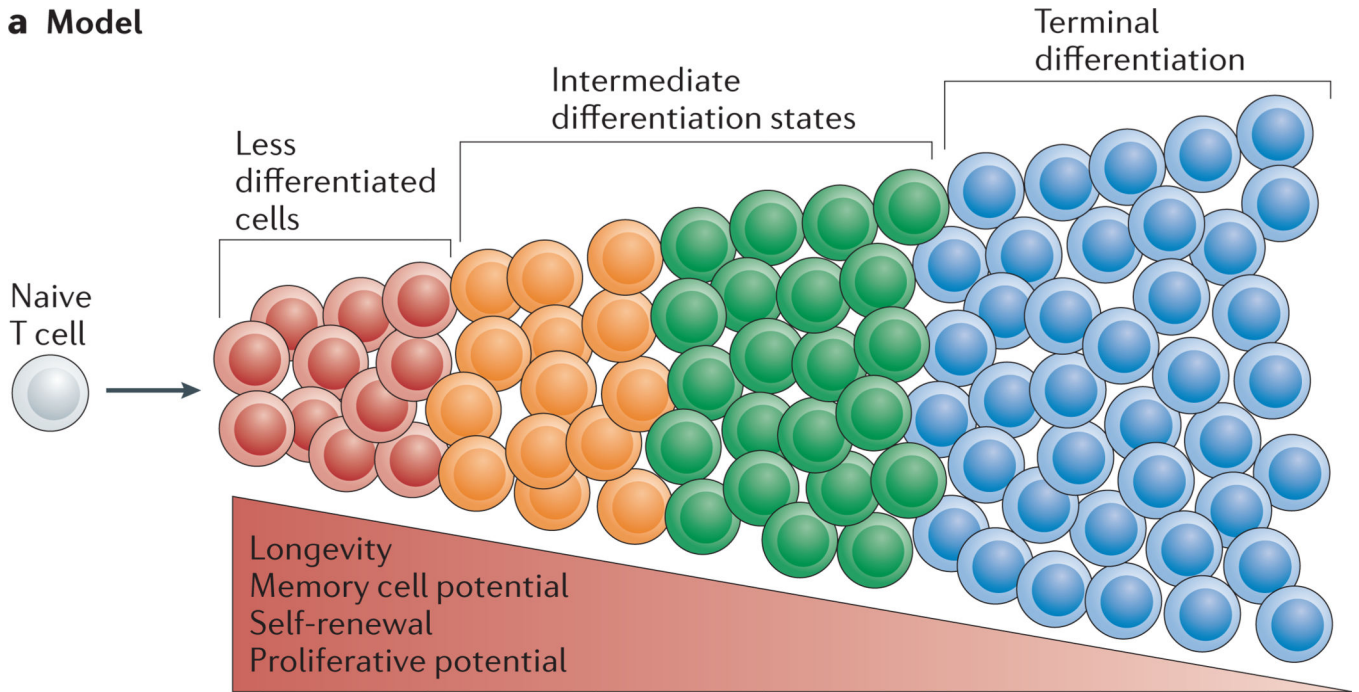 a Model
Terminal
differentiation
Intermediate
differentiation states
Less
differentiated
cells
Naive
T cell
Longevity
Memory cell potential
Self-renewal
Proliferative potential